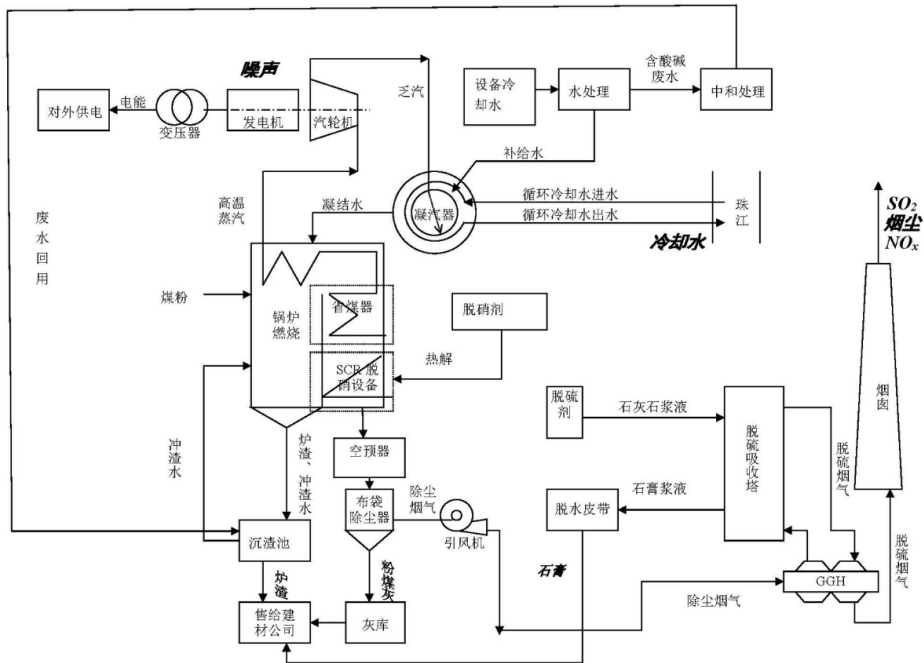 噪声
对外供电
电能
变压器
发电机
汽轮机
乏汽
设备冷
却水
水处理
含酸碱
废水
中和处理
补给水
高温
蒸汽
凝结水
凝汽器
循环冷却水进水
循环冷却水出水
冷却水
珠
江
SO2
烟尘
NOx
废
水
回
用
煤粉
锅炉
燃烧
省煤器
SCR 脱
硝设备
脱硝剂
热解
烟囱
脱硫
剂
石灰石浆液
脱硫吸收塔
脱硫烟气
冲渣
水
炉渣、冲渣水
空预器
布袋
除尘器
除尘
烟气
引风机
脱水皮带
石膏浆液
石膏
脱硫烟气
沉渣池
炉渣
粉煤灰
GGH
除尘烟气
售给建
材公司
灰库